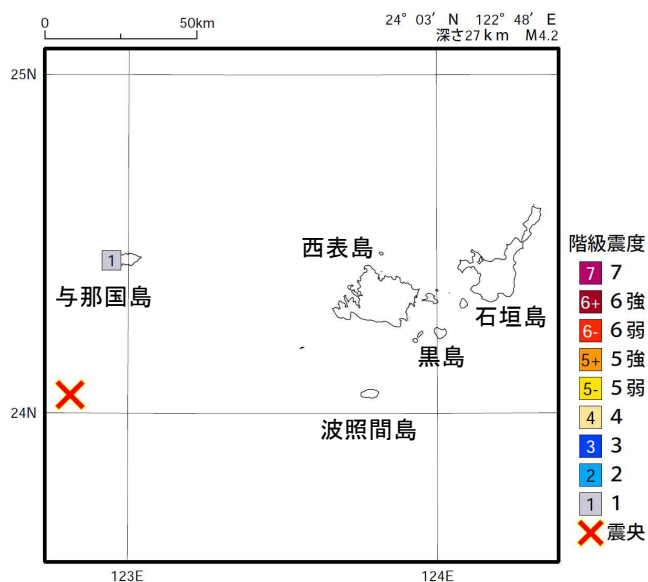 0 50km
24° 03′ N 122° 48′ E
深さ27km M4.2
25N
西表島
階級震度
1
与那国島
石垣島
7 7
6+ 6強
黒島
6- 6弱
5+ 5強
5- 5弱
24N
波照間島
4 4
3 3
2 2
1 1
震央
123E 124E